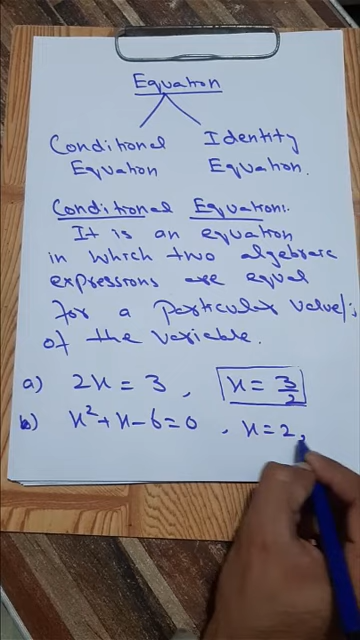 Equation
Conditional Identity
Equation Equation.
Conditional Equation:.
It is an equation
in which two algebraic
expressions are equal
for a particular value/s
of the variable.
a) 2x = 3 , x = 3/2
b) x² + x - 6 = 0 , x = 2,